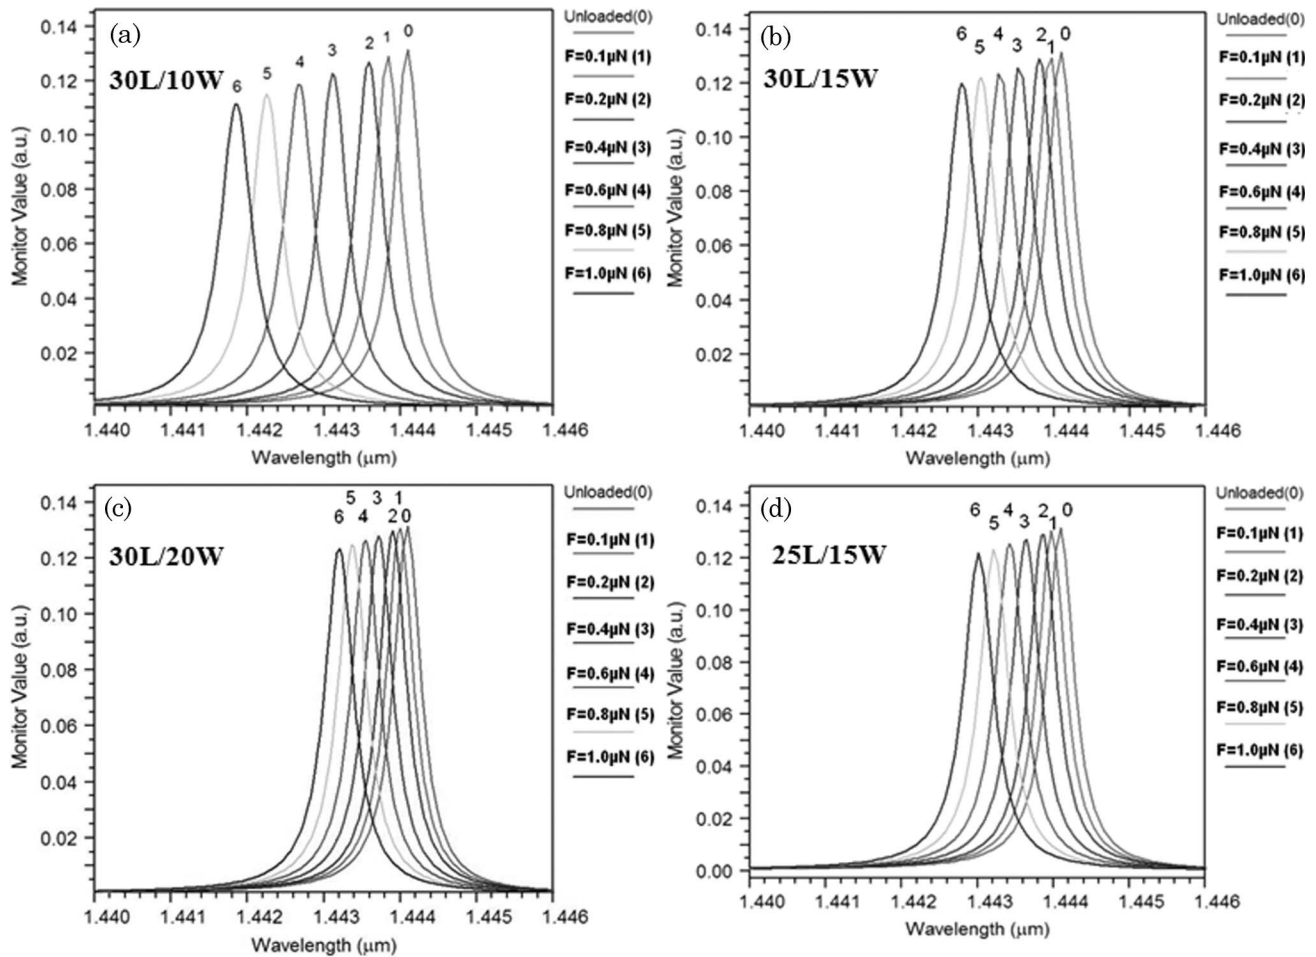 (a)
30L/10W
6 5 4 3 2 1 0
0.14
0.12
0.10
0.08
0.06
0.04
0.02
Monitor Value (a.u.)
1.440 1.441 1.442 1.443 1.444 1.445 1.446
Wavelength (μm)
Unloaded(0)
F=0.1μN (1)
F=0.2μN (2)
F=0.4μN (3)
F=0.6μN (4)
F=0.8μN (5)
F=1.0μN (6)
(b)
30L/15W
6 5 4 3 2 1 0
0.14
0.12
0.10
0.08
0.06
0.04
0.02
Monitor Value (a.u.)
1.440 1.441 1.442 1.443 1.444 1.445 1.446
Wavelength (μm)
Unloaded(0)
F=0.1μN (1)
F=0.2μN (2)
F=0.4μN (3)
F=0.6μN (4)
F=0.8μN (5)
F=1.0μN (6)
(c)
30L/20W
5 3 1
6 4 2 0
0.14
0.12
0.10
0.08
0.06
0.04
0.02
Monitor Value (a.u.)
1.440 1.441 1.442 1.443 1.444 1.445 1.446
Wavelength (μm)
Unloaded(0)
F=0.1μN (1)
F=0.2μN (2)
F=0.4μN (3)
F=0.6μN (4)
F=0.8μN (5)
F=1.0μN (6)
(d)
25L/15W
6 5 4 3 2 1 0
0.14
0.12
0.10
0.08
0.06
0.04
0.02
0.00
Monitor Value (a.u.)
1.440 1.441 1.442 1.443 1.444 1.445 1.446
Wavelength (μm)
Unloaded(0)
F=0.1μN (1)
F=0.2μN (2)
F=0.4μN (3)
F=0.6μN (4)
F=0.8μN (5)
F=1.0μN (6)